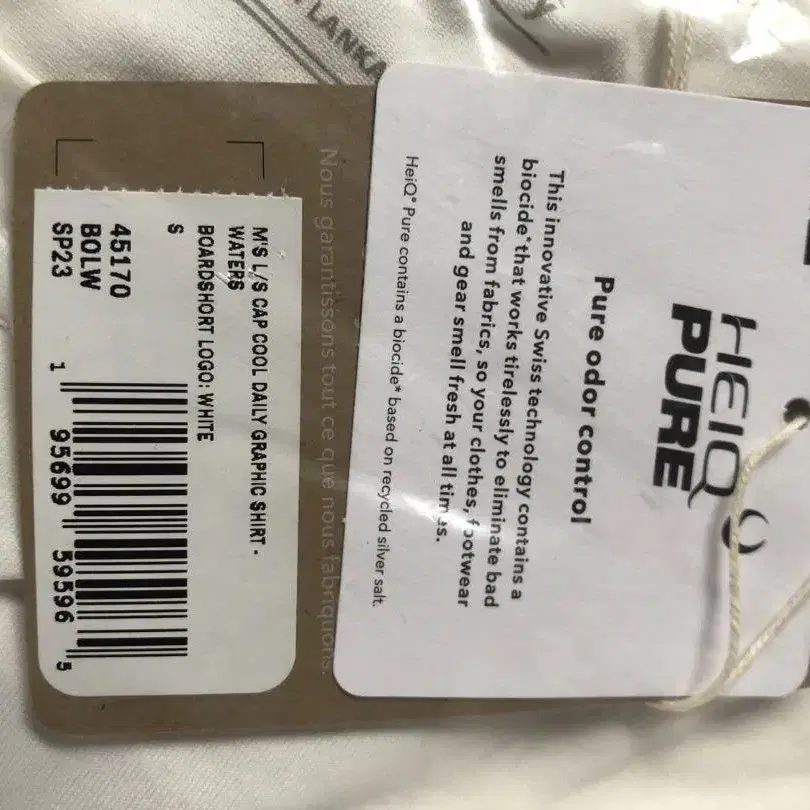 LANKA
HeiQ
PURE
Pure odor control
This innovative Swiss technology contains a
biocide* that works tirelessly to eliminate bad
smells from fabrics, so your clothes, footwear
and gear smell fresh at all times.
HeiQ® Pure contains a biocide* based on recycled silver salt.
Nous garantissons tout ce que nous fabriquons.
M'S L/S CAP COOL DAILY GRAPHIC SHIRT -
WATERS
BOARDSHORT LOGO: WHITE
S
45170
BOLW
SP23
1 95699 59596 5